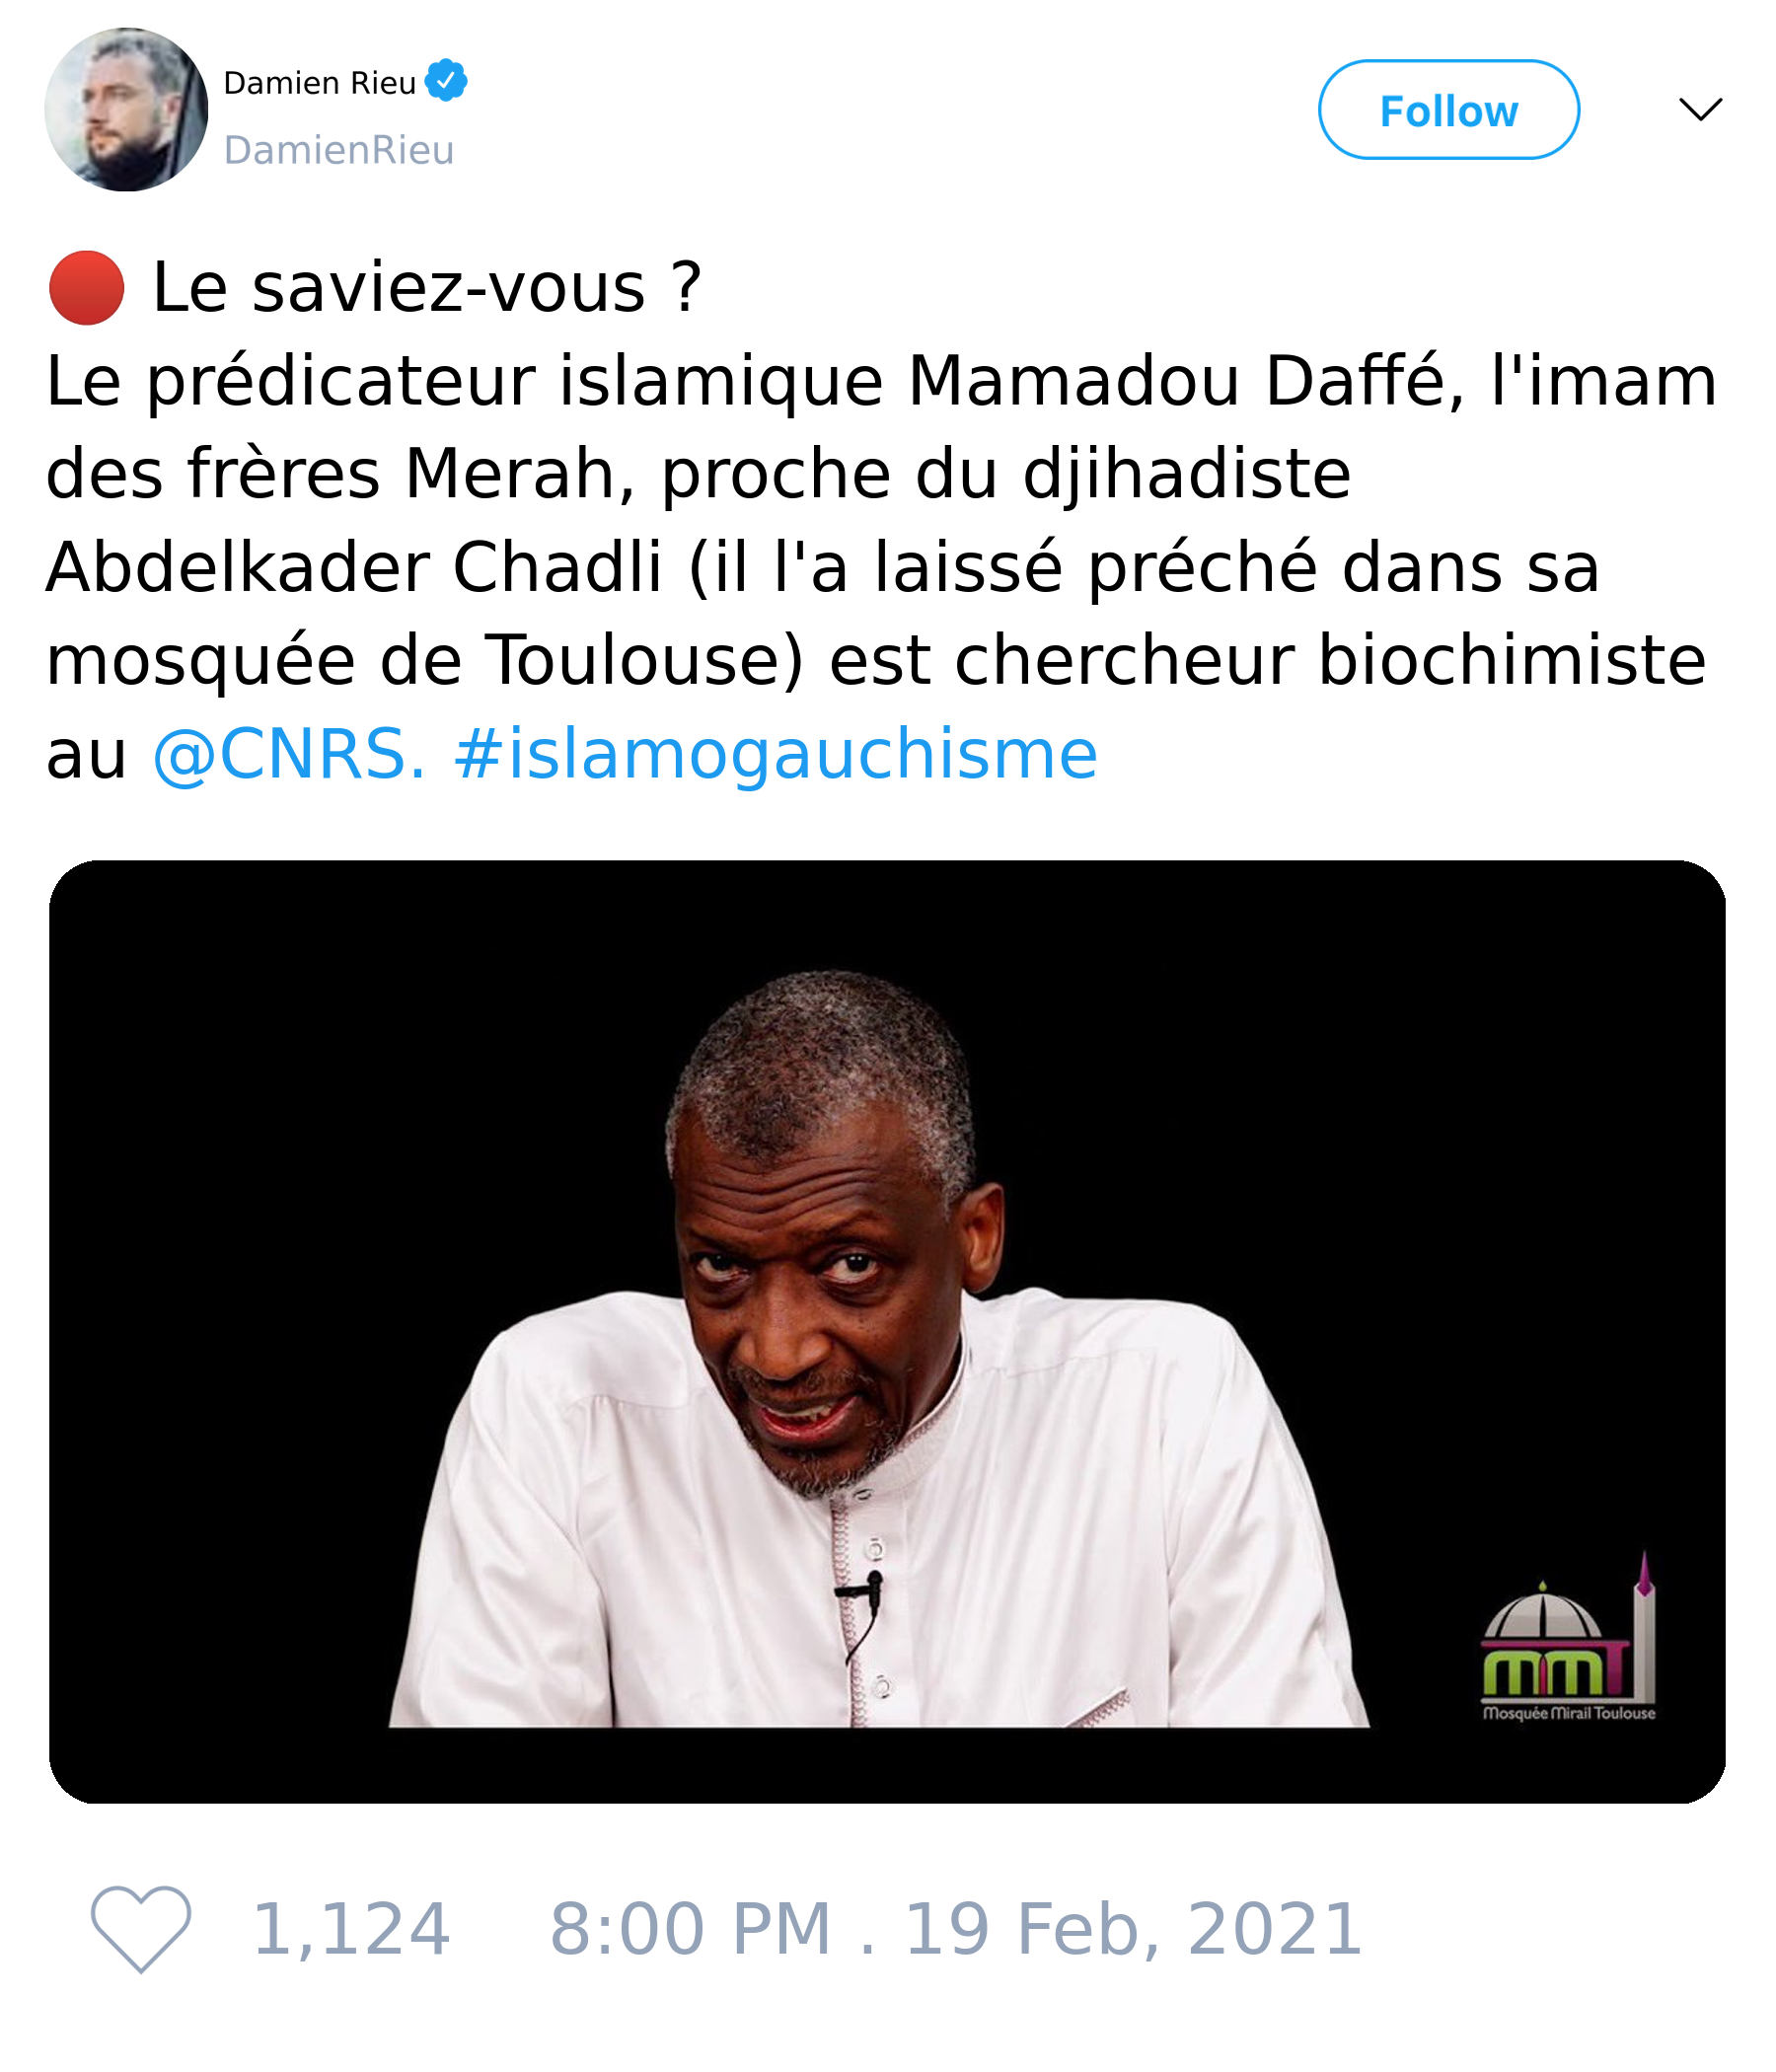 Damien Rieu
DamienRieu
Follow
🔴 Le saviez-vous ?
Le prédicateur islamique Mamadou Daffé, l'imam
des frères Merah, proche du djihadiste
Abdelkader Chadli (il l'a laissé préché dans sa
mosquée de Toulouse) est chercheur biochimiste
au @CNRS. #islamogauchisme
mmT
Mosquée Mirail Toulouse
1,124 8:00 PM . 19 Feb, 2021